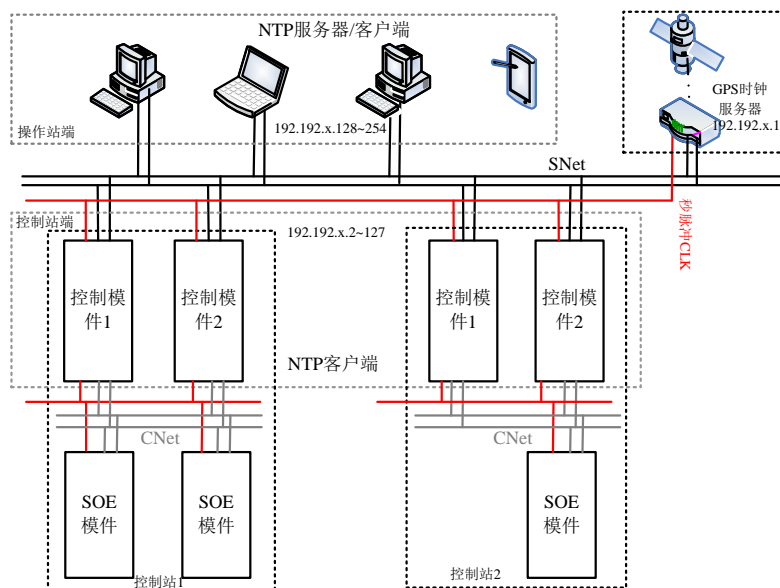 NTP服务器/客户端
操作站端
192.192.x.128~254
GPS时钟
服务器
192.192.x.1
SNet
秒脉冲CLK
控制站端
192.192.x.2~127
控制模
件1
控制模
件2
控制模
件1
控制模
件2
NTP客户端
CNet
CNet
SOE
模件
SOE
模件
SOE
模件
控制站1
控制站2